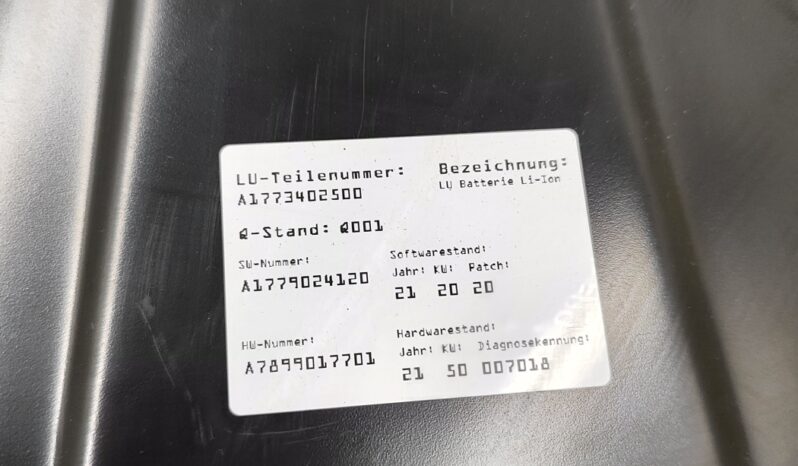 LU-Teilenummer:
A1773402500
Bezeichnung:
LU Batterie Li-Ion
Q-Stand: Q001
SW-Nummer:
A1779024120
Softwarestand:
Jahr: KW: Patch:
21 20 20
HW-Nummer:
A7899017701
Hardwarestand:
Jahr: KW: Diagnosekennung:
21 50 007018